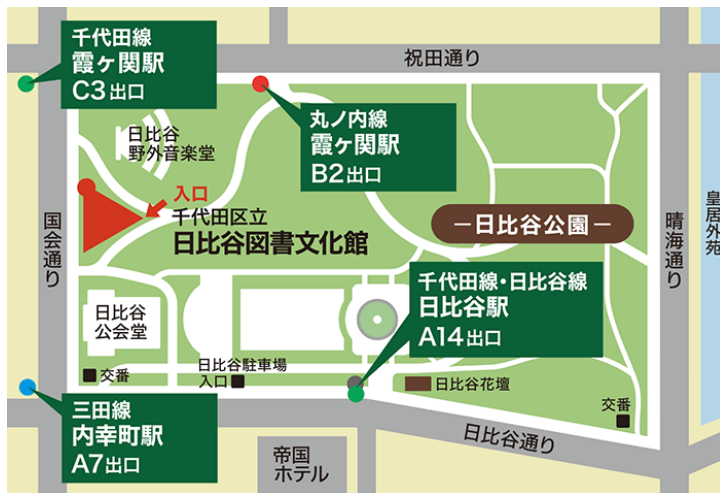 千代田線
霞ヶ関駅
C3出口
祝田通り
丸ノ内線
霞ヶ関駅
B2出口
日比谷
野外音楽堂
入口
千代田区立
日比谷図書文化館
国会通り
ー日比谷公園ー
晴海通り
皇居外苑
千代田線・日比谷線
日比谷駅
A14出口
日比谷
公会堂
交番
日比谷駐車場
入口
日比谷花壇
交番
三田線
内幸町駅
A7出口
日比谷通り
帝国
ホテル